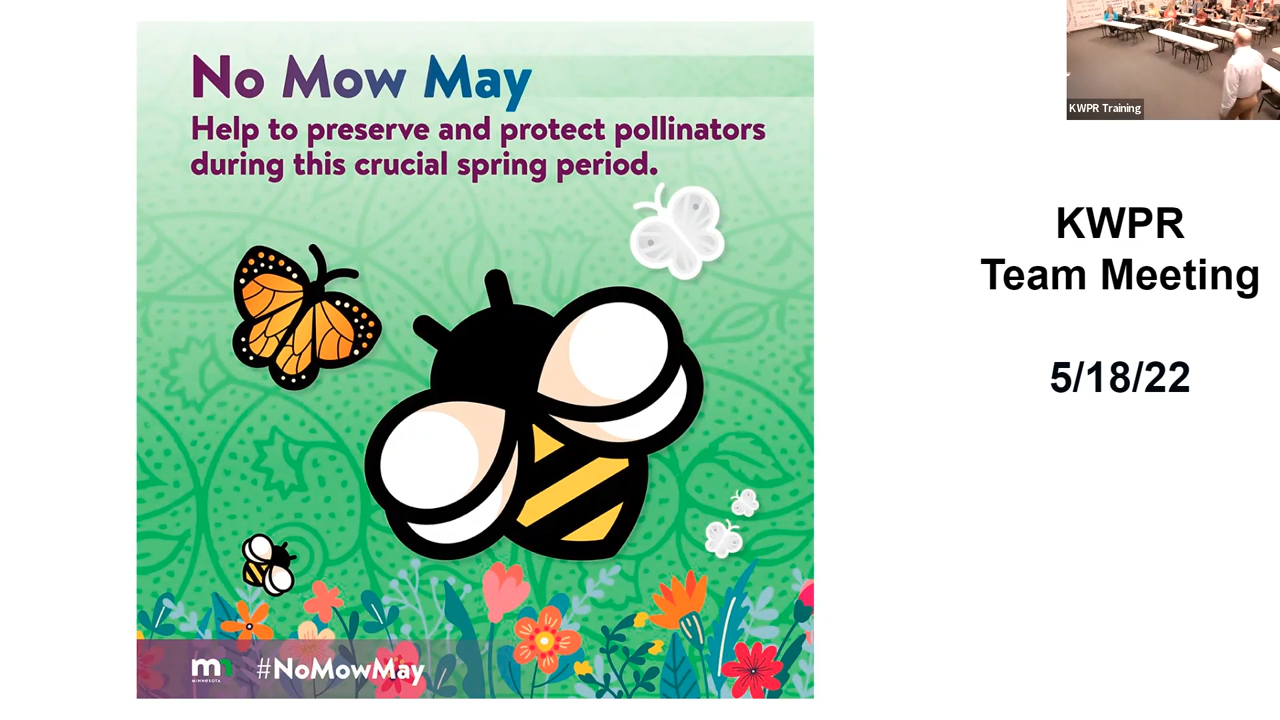 No Mow May
Help to preserve and protect pollinators
during this crucial spring period.
MINNESOTA
#NoMowMay
KWPR Training
KWPR
Team Meeting
5/18/22